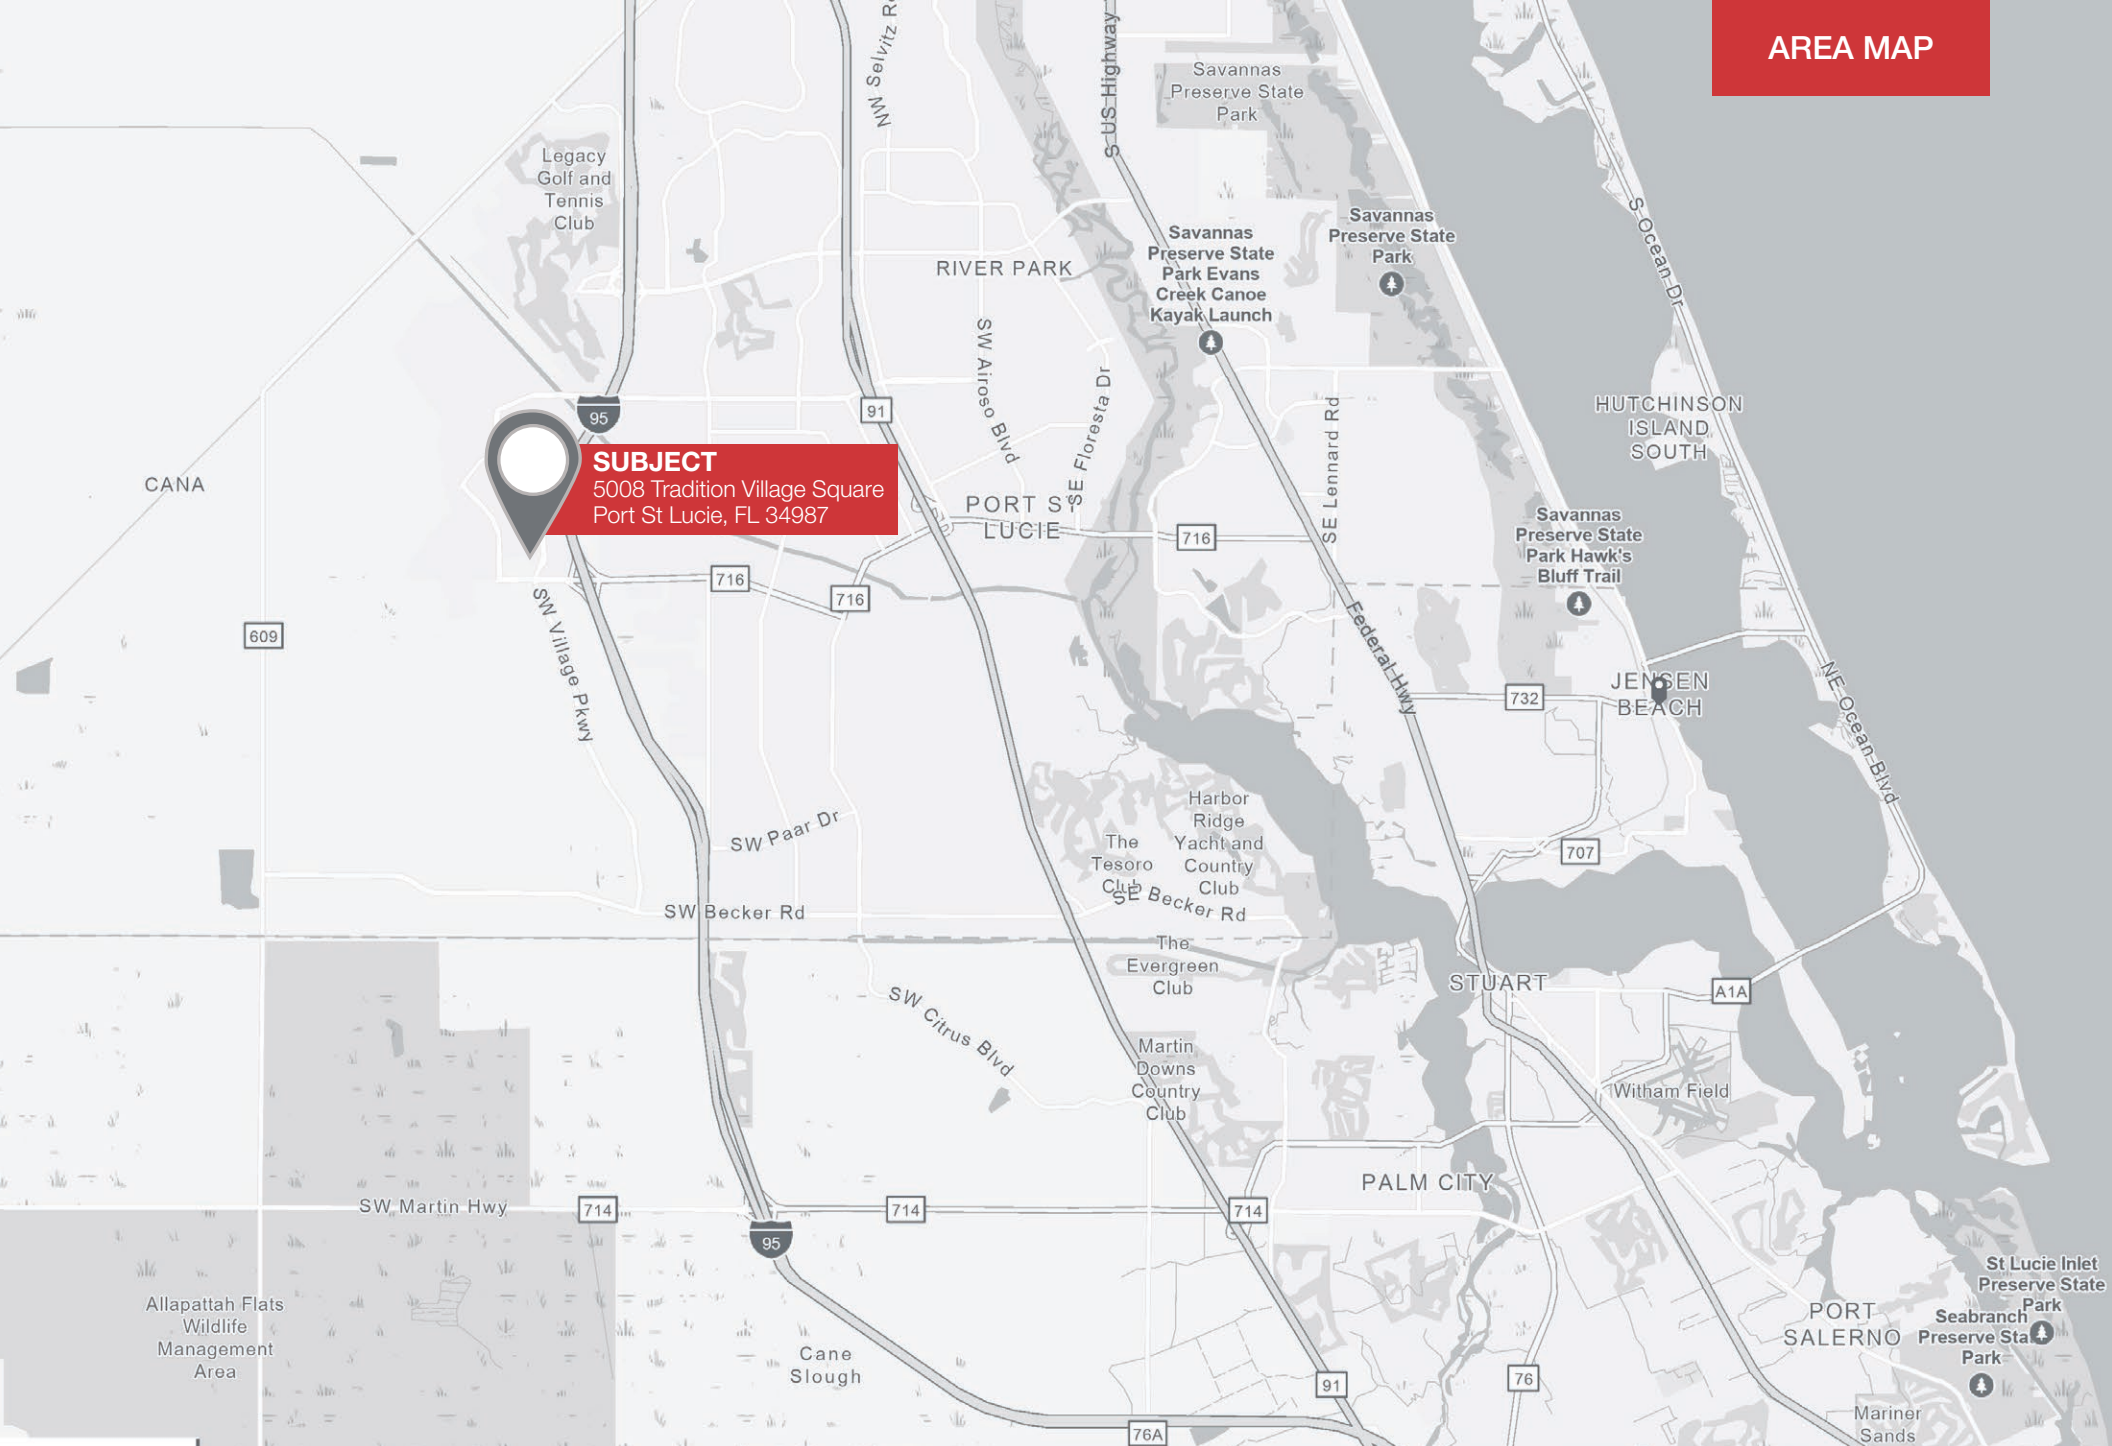 AREA MAP
NW Selvitz
S US Highway
Savannas
Preserve State
Park
Legacy
Golf and
Tennis
Club
S Ocean Dr
Savannas
Preserve State
Park
Savannas
Preserve State
Park Evans
Creek Canoe
Kayak Launch
RIVER PARK
SW Airoso Blvd
SE Floresta Dr
SE Lennard Rd
HUTCHINSON
ISLAND
SOUTH
95
91
SUBJECT
5008 Tradition Village Square
Port St Lucie, FL 34987
CANA
PORT ST
LUCIE
716
Savannas
Preserve State
Park Hawk's
Bluff Trail
716
716
609
SW Village Pkwy
Federal Hwy
732
JENSEN
BEACH
NE Ocean Blvd
SW Paar Dr
Harbor
Ridge
Yacht and
Country
Club
The
Tesoro
Club
707
SW Becker Rd
SE Becker Rd
The
Evergreen
Club
STUART
A1A
SW Citrus Blvd
Martin
Downs
Country
Club
Witham Field
PALM CITY
SW Martin Hwy
714
714
714
95
Allapattah Flats
Wildlife
Management
Area
Cane
Slough
St Lucie Inlet
Preserve State
Park
PORT
SALERNO
Seabranch
Preserve
Park
91
76
76A
Mariner
Sands